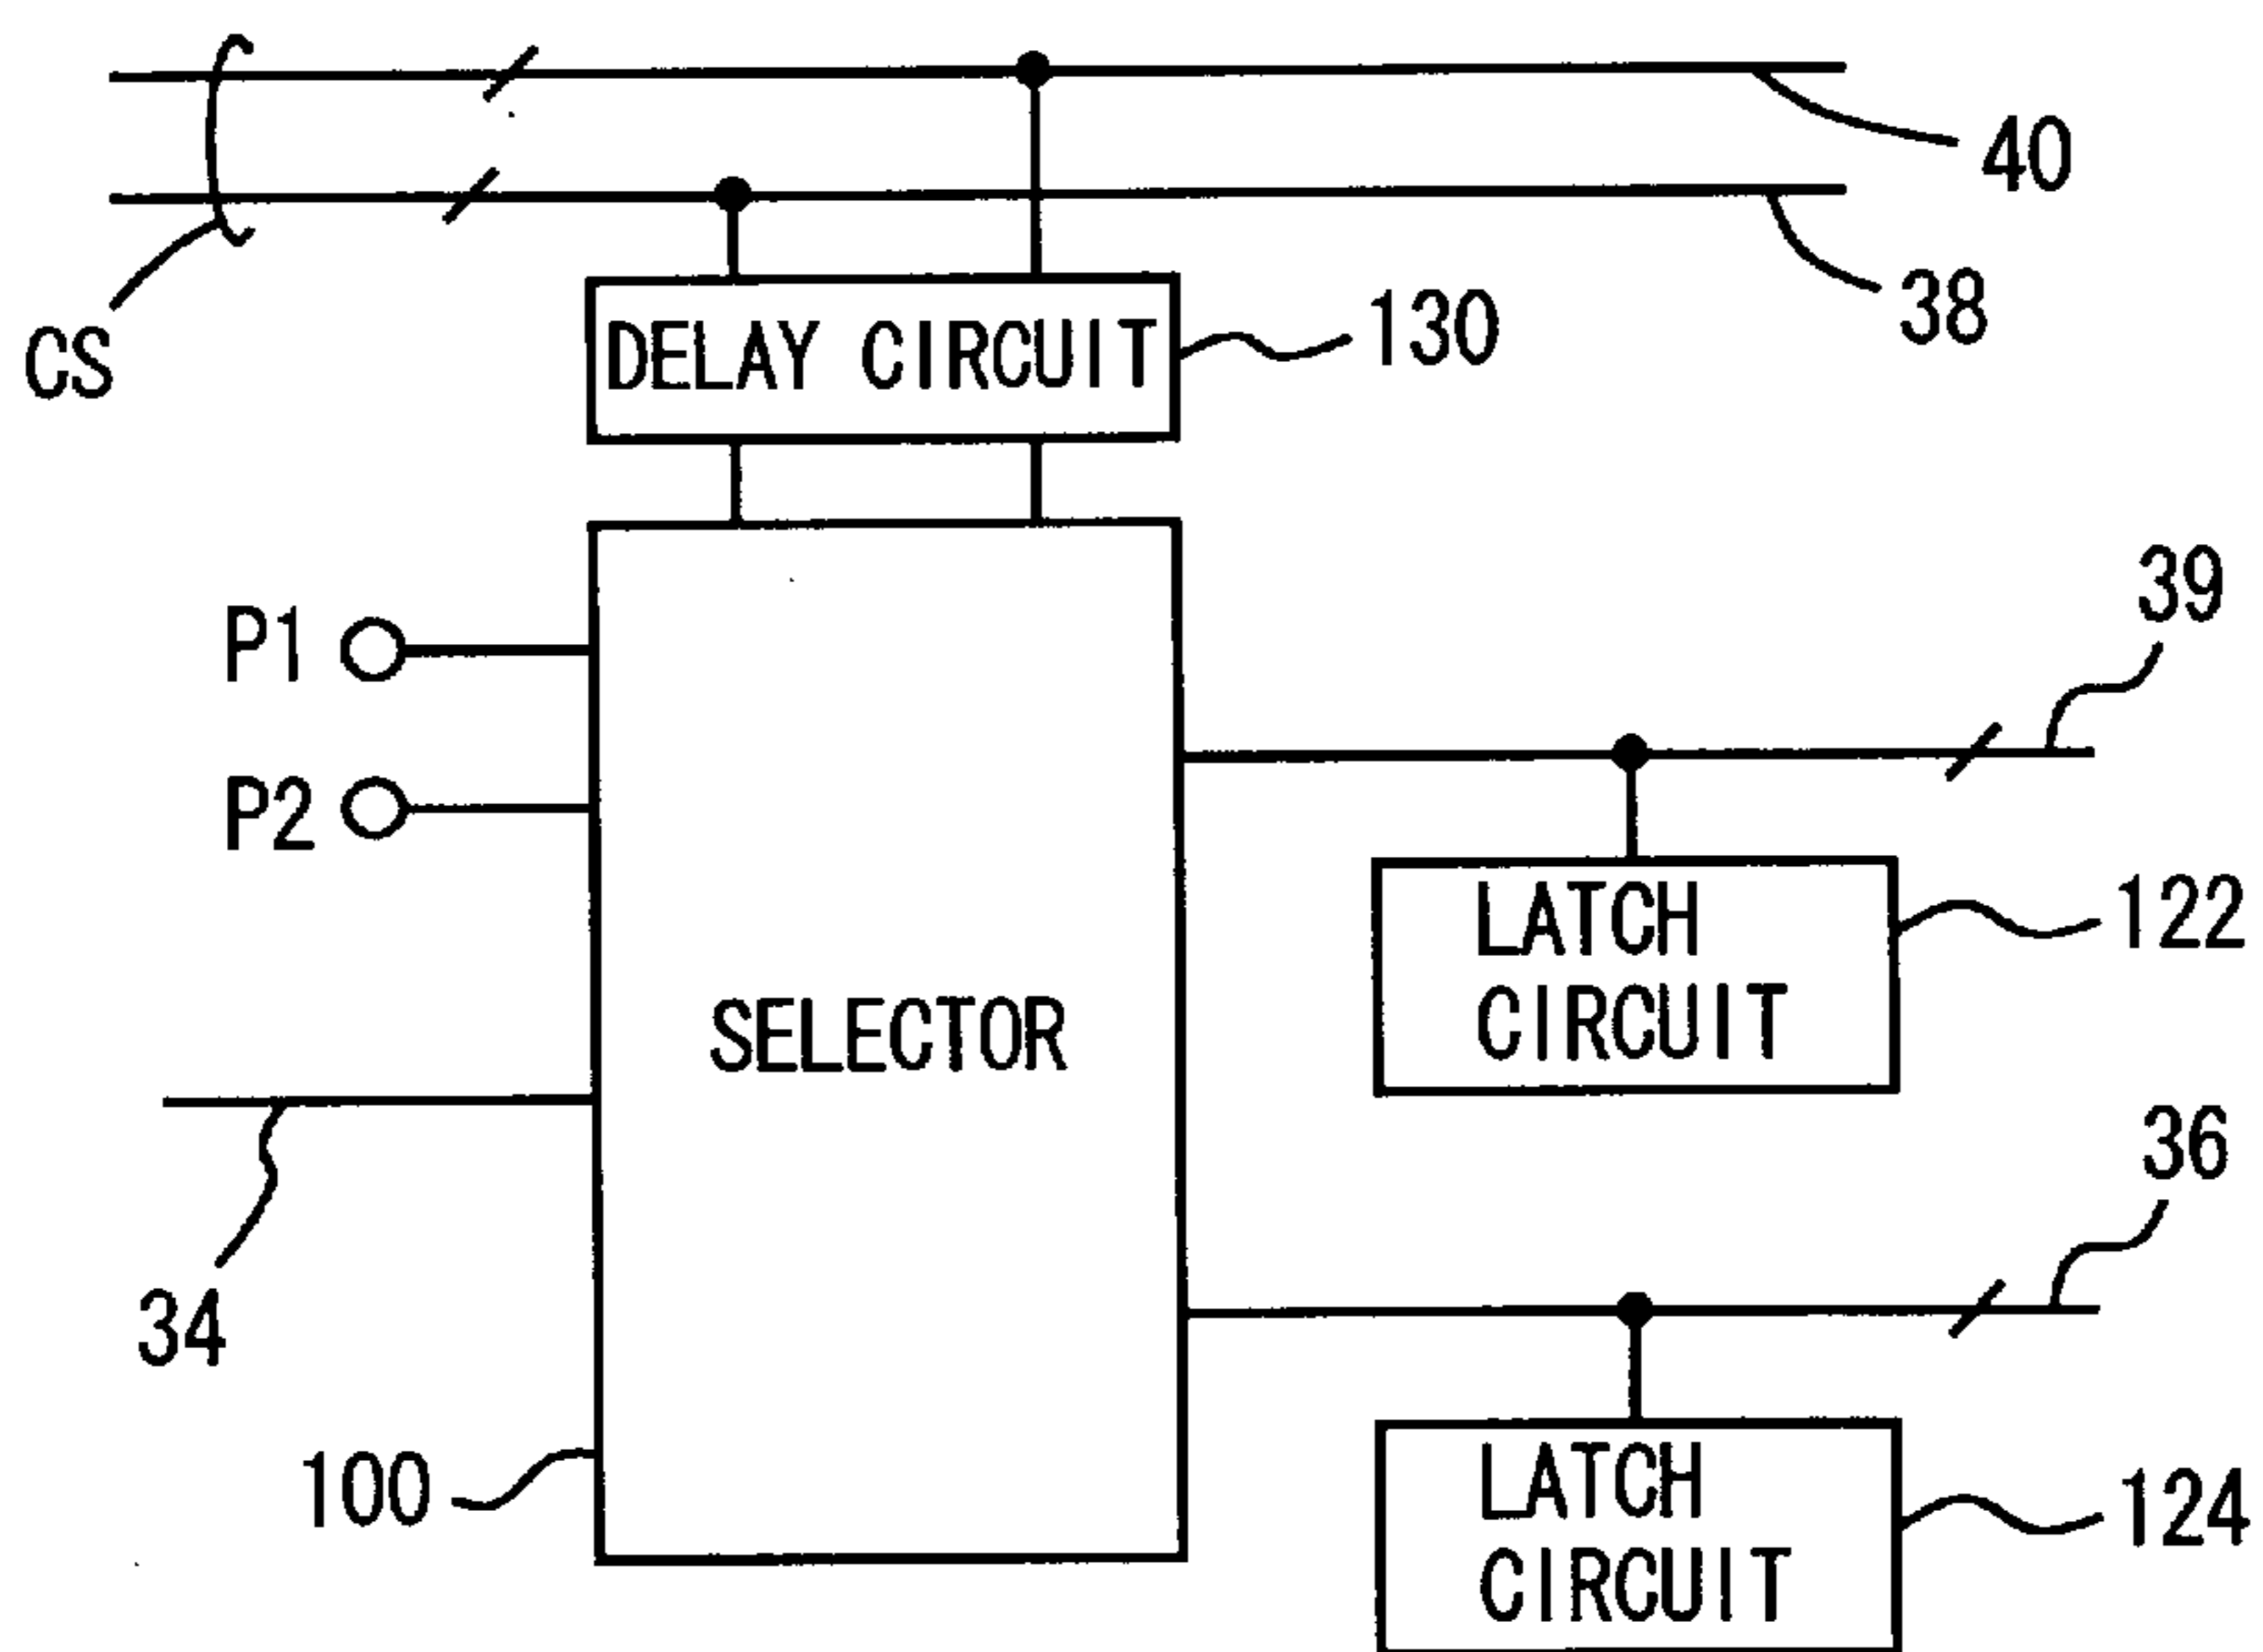 40
38
CS
DELAY CIRCUIT
130
39
P1
P2
LATCH
CIRCUIT
122
SELECTOR
36
34
100
LATCH
CIRCUIT
124